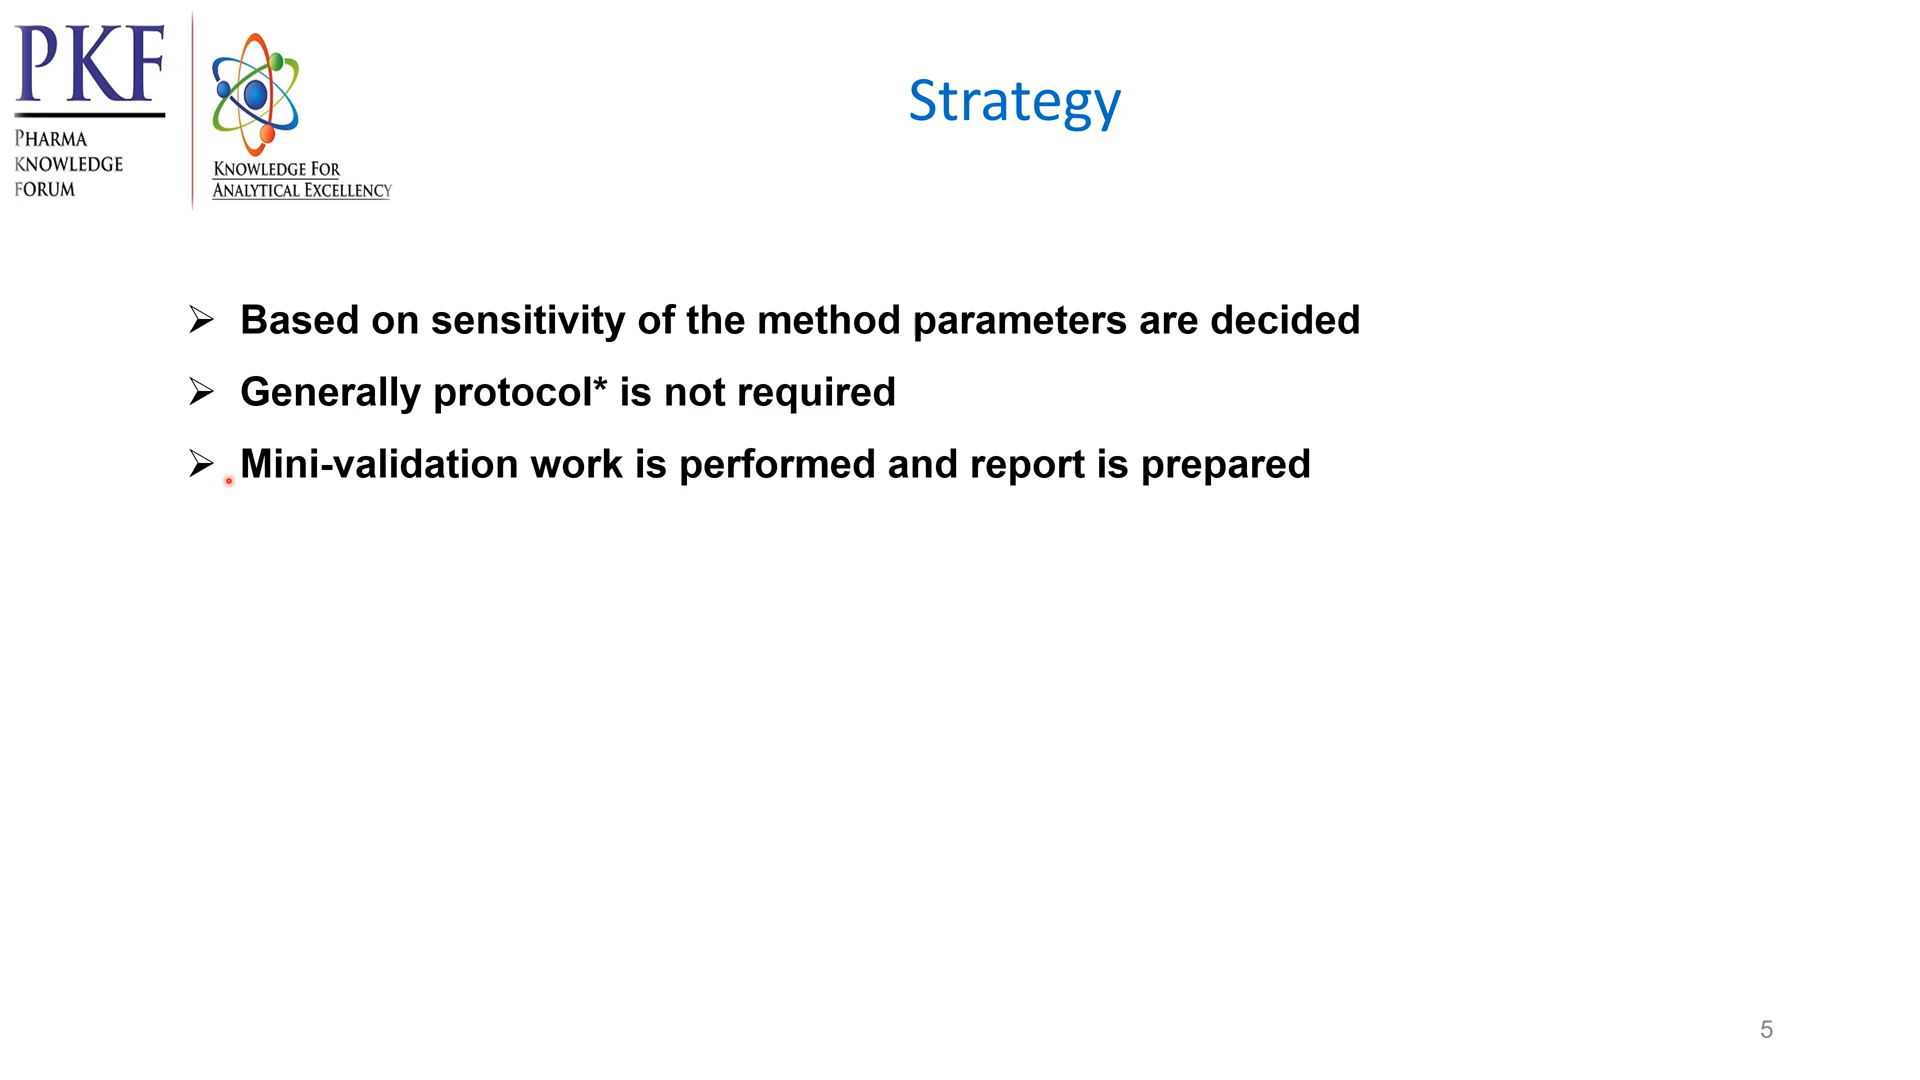 PKF
PHARMA
KNOWLEDGE
FORUM
KNOWLEDGE FOR
ANALYTICAL EXCELLENCY
Strategy
Based on sensitivity of the method parameters are decided
Generally protocol* is not required
Mini-validation work is performed and report is prepared
5